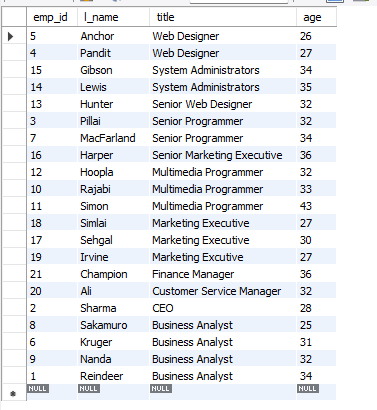 emp_id l_name title age
5 Anchor Web Designer 26
4 Pandit Web Designer 27
15 Gibson System Administrators 34
14 Lewis System Administrators 35
13 Hunter Senior Web Designer 32
3 Pillai Senior Programmer 32
7 MacFarland Senior Programmer 34
16 Harper Senior Marketing Executive 36
12 Hoopla Multimedia Programmer 32
10 Rajabi Multimedia Programmer 33
11 Simon Multimedia Programmer 43
18 Simlai Marketing Executive 27
17 Sehgal Marketing Executive 30
19 Irvine Marketing Excutive 27
21 Champion Finance Manager 36
20 Ali Customer Service Manager 32
2 Sharma CEO 28
8 Sakamuro Business Analyst 25
6 Kruger Business Analyst 31
9 Nanda Business Analyst 32
1 Reindeer Business Analyst 34
NULL NULL NULL NULL